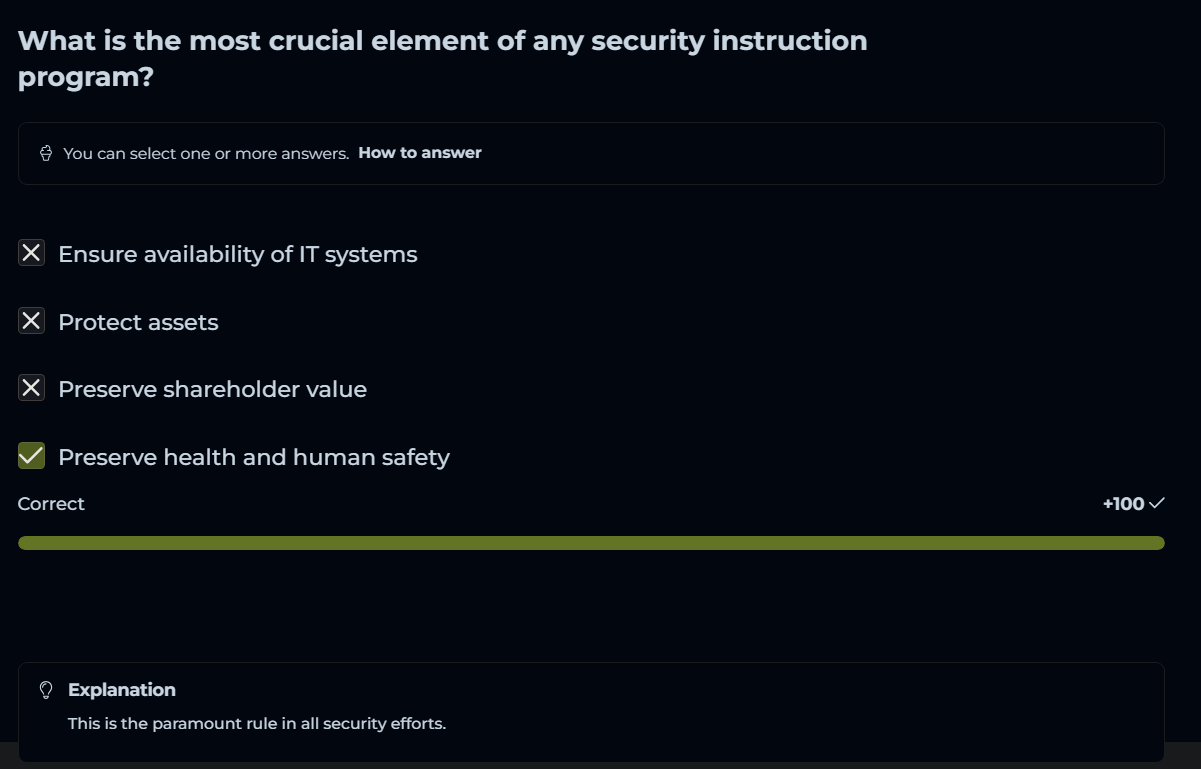 What is the most crucial element of any security instruction
program?
You can select one or more answers. How to answer
Ensure availability of IT systems
Protect assets
Preserve shareholder value
Preserve health and human safety
Correct +100
Explanation
This is the paramount rule in all security efforts.